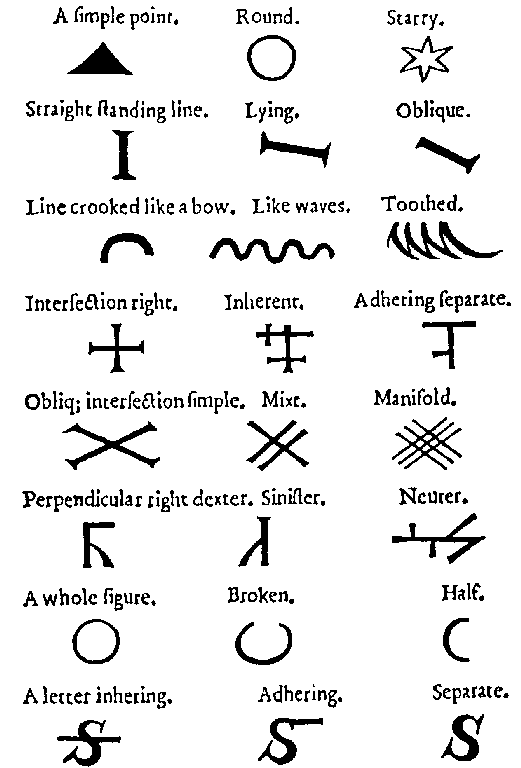 A ſimple point. Round. Starry.
Straight ſtanding line. Lying. Oblique.
Line crooked like a bow. Like waves. Toothed.
Interſection right. Inherent. Adhering ſeparate.
Obliq; interſection ſimple. Mixt. Manifold.
Perpendicular right dexter. Siniſter. Neuter.
A whole figure. Broken. Half.
A letter inhering. Adhering. Separate.
S S S